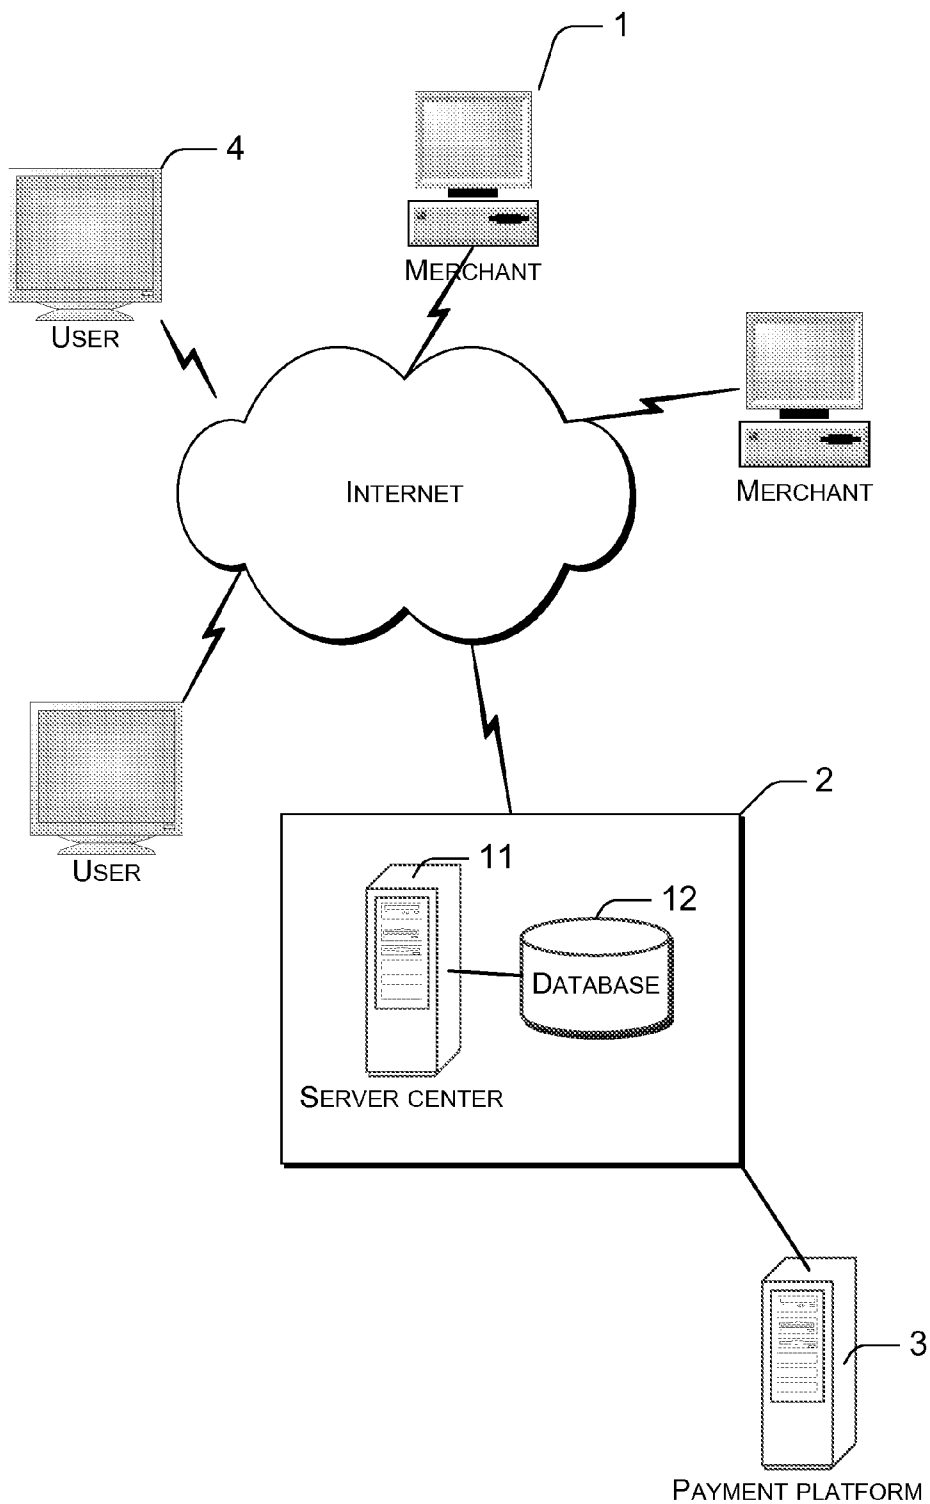 1
4
MERCHANT
USER
INTERNET
MERCHANT
USER
2
11
12
DATABASE
SERVER CENTER
3
PAYMENT PLATFORM